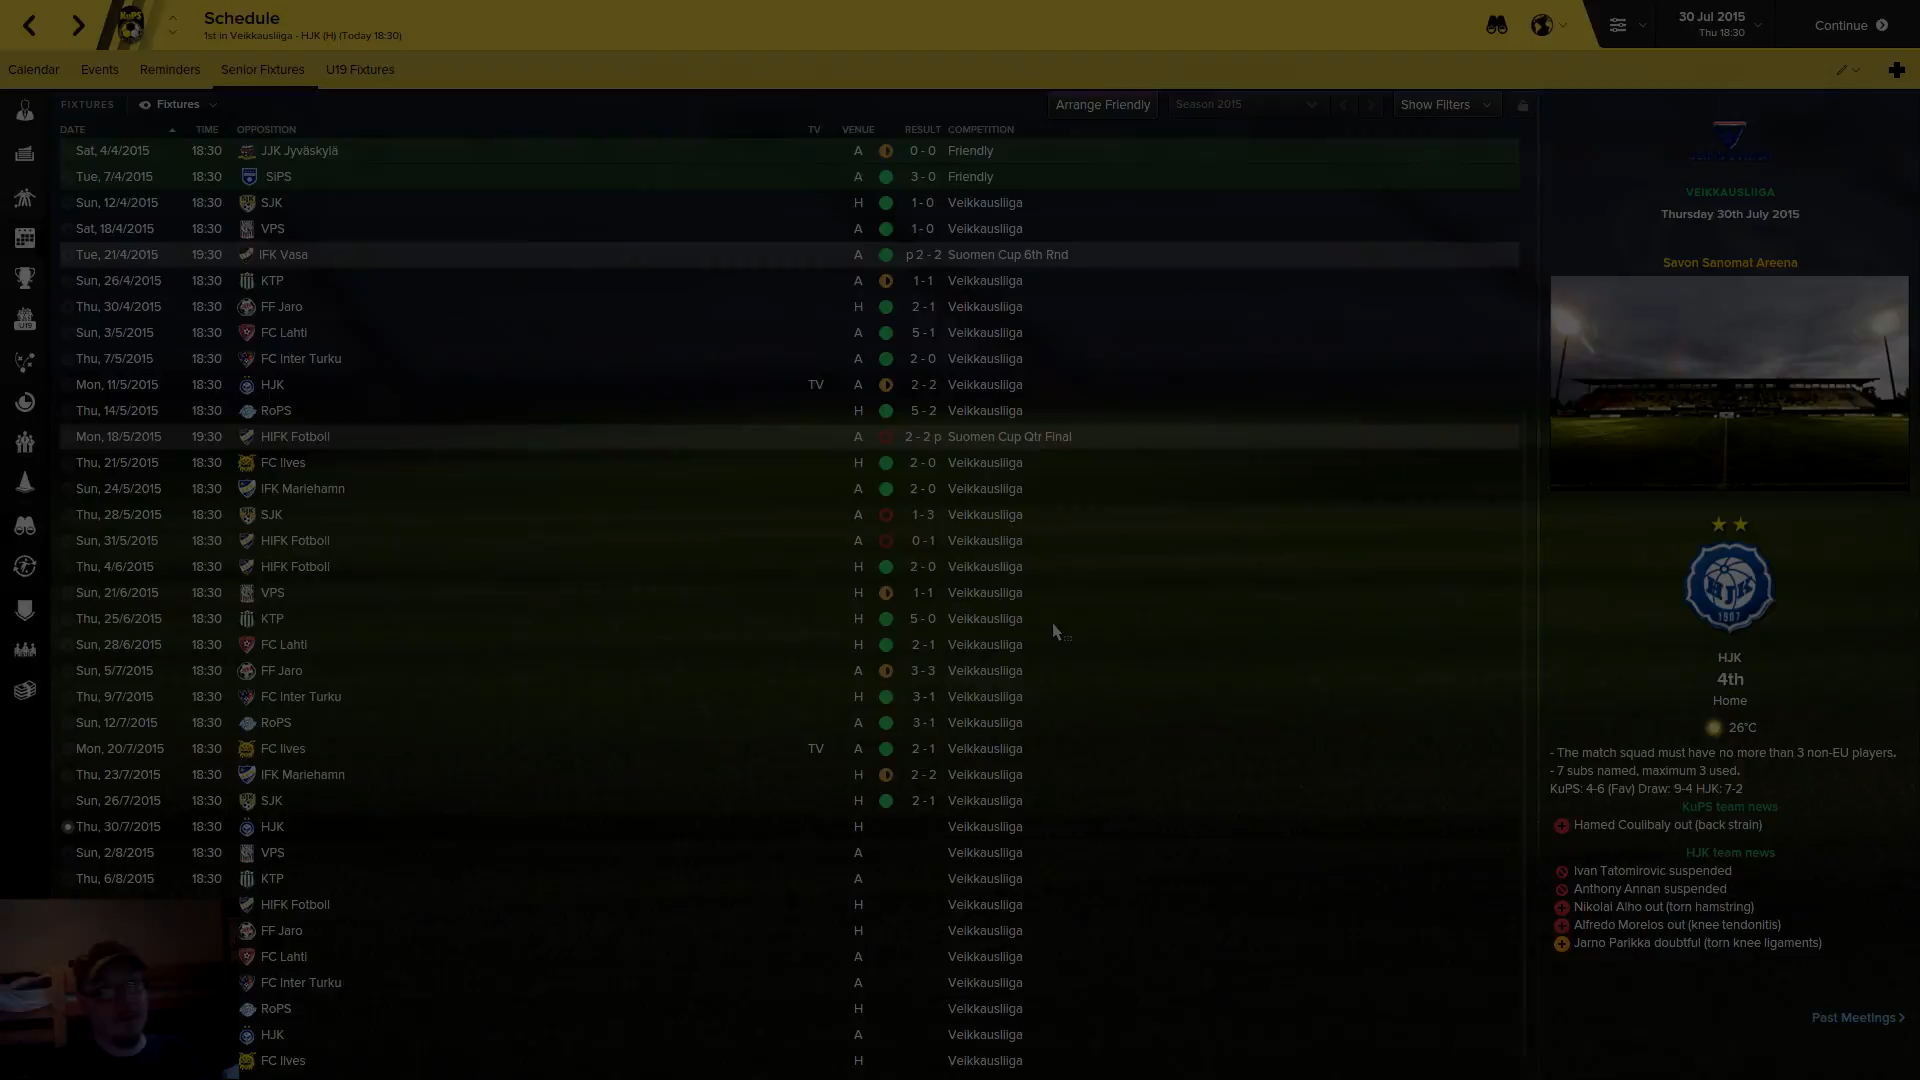 Schedule
1st in Veikkausliiga - HJK (H) (Today 18:30)
30 Jul 2015
Thu 18:30
Continue
Calendar Events Reminders Senior Fixtures U19 Fixtures
FIXTURES Fixtures Arrange Friendly Season 2015 Show Filters
DATE TIME OPPOSITION TV VENUE RESULT COMPETITION
Sat, 4/4/2015 18:30 JJK Jyväskylä A 0 - 0 Friendly
Tue, 7/4/2015 18:30 SiPS A 3 - 0 Friendly
Sun, 12/4/2015 18:30 SJK H 1 - 0 Veikkausliiga
Sat, 18/4/2015 18:30 VPS A 1 - 0 Veikkausliiga
Tue, 21/4/2015 19:30 IFK Vasa A p 2 - 2 Suomen Cup 6th Rnd
Sun, 26/4/2015 18:30 KTP A 1 - 1 Veikkausliiga
Thu, 30/4/2015 18:30 FF Jaro H 2 - 1 Veikkausliiga
Sun, 3/5/2015 18:30 FC Lahti A 5 - 1 Veikkausliiga
Thu, 7/5/2015 18:30 FC Inter Turku A 2 - 0 Veikkausliiga
Mon, 11/5/2015 18:30 HJK TV A 2 - 2 Veikkausliiga
Thu, 14/5/2015 18:30 RoPS H 5 - 2 Veikkausliiga
Mon, 18/5/2015 19:30 HIFK Fotboll A 2 - 2 p Suomen Cup Qtr Final
Thu, 21/5/2015 18:30 FC Ilves H 2 - 0 Veikkausliiga
Sun, 24/5/2015 18:30 IFK Mariehamn A 2 - 0 Veikkausliiga
Thu, 28/5/2015 18:30 SJK A 1 - 3 Veikkausliiga
Sun, 31/5/2015 18:30 HIFK Fotboll A 0 - 1 Veikkausliiga
Thu, 4/6/2015 18:30 HIFK Fotboll H 2 - 0 Veikkausliiga
Sun, 21/6/2015 18:30 VPS H 1 - 1 Veikkausliiga
Thu, 25/6/2015 18:30 KTP H 5 - 0 Veikkausliiga
Sun, 28/6/2015 18:30 FC Lahti H 2 - 1 Veikkausliiga
Sun, 5/7/2015 18:30 FF Jaro A 3 - 3 Veikkausliiga
Thu, 9/7/2015 18:30 FC Inter Turku H 3 - 1 Veikkausliiga
Sun, 12/7/2015 18:30 RoPS A 3 - 1 Veikkausliiga
Mon, 20/7/2015 18:30 FC Ilves TV A 2 - 1 Veikkausliiga
Thu, 23/7/2015 18:30 IFK Mariehamn H 2 - 2 Veikkausliiga
Sun, 26/7/2015 18:30 SJK H 2 - 1 Veikkausliiga
Thu, 30/7/2015 18:30 HJK H Veikkausliiga
Sun, 2/8/2015 18:30 VPS A Veikkausliiga
Thu, 6/8/2015 18:30 KTP A Veikkausliiga
HIFK Fotboll H Veikkausliiga
FF Jaro H Veikkausliiga
FC Lahti A Veikkausliiga
FC Inter Turku A Veikkausliiga
RoPS H Veikkausliiga
HJK A Veikkausliiga
FC Ilves H Veikkausliiga
VEIKKAUSLIIGA
Thursday 30th July 2015
Savon Sanomat Areena
HJK
1907
HJK
4th
Home
26°C
- The match squad must have no more than 3 non-EU players.
- 7 subs named, maximum 3 used.
KuPS: 4-6 (Fav) Draw: 9-4 HJK: 7-2
KuPS team news
Hamed Coulibaly out (back strain)
HJK team news
Ivan Tatomirovic suspended
Anthony Annan suspended
Nikolai Alho out (torn hamstring)
Alfredo Morelos out (knee tendonitis)
Jarno Parikka doubtful (torn knee ligaments)
Past Meetings
KuPS
U19